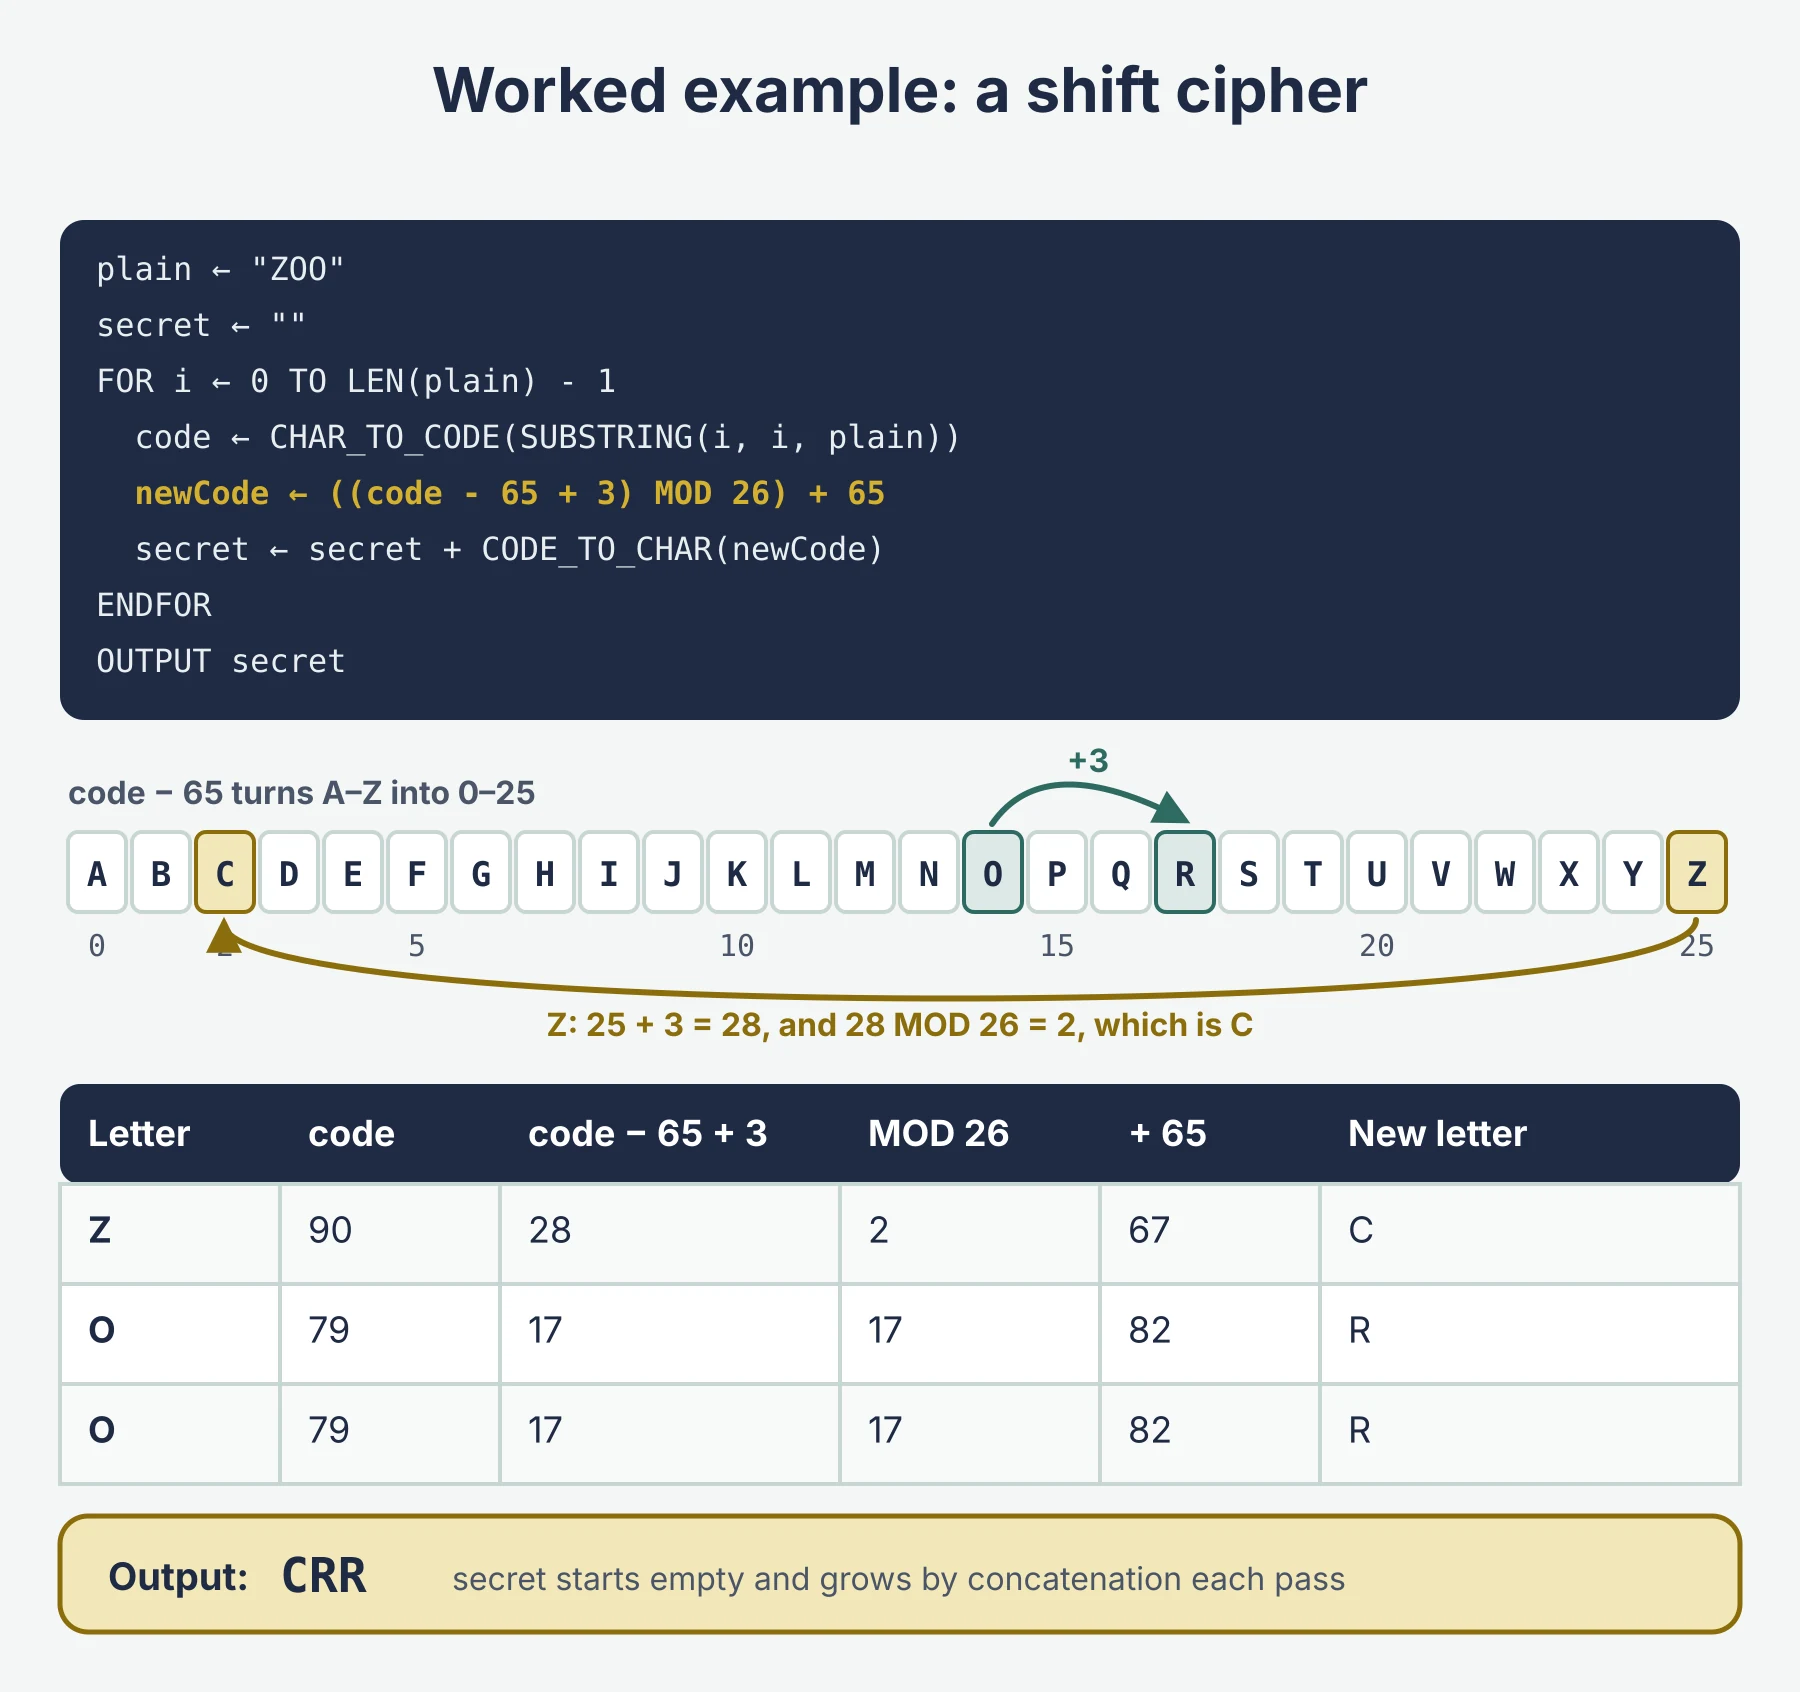 Worked example: a shift cipher
plain ← "ZOO"
secret ← ""
FOR i ← 0 TO LEN(plain) - 1
  code ← CHAR_TO_CODE(SUBSTRING(i, i, plain))
  newCode ← ((code - 65 + 3) MOD 26) + 65
  secret ← secret + CODE_TO_CHAR(newCode)
ENDFOR
OUTPUT secret
+3
code − 65 turns A–Z into 0–25
A B C D E F G H I J K L M N O P Q R S T U V W X Y Z
0 5 10 15 20 25
Z: 25 + 3 = 28, and 28 MOD 26 = 2, which is C
Letter code code − 65 + 3 MOD 26 + 65 New letter
Z 90 28 2 67 C
O 79 17 17 82 R
O 79 17 17 82 R
Output: CRR secret starts empty and grows by concatenation each pass